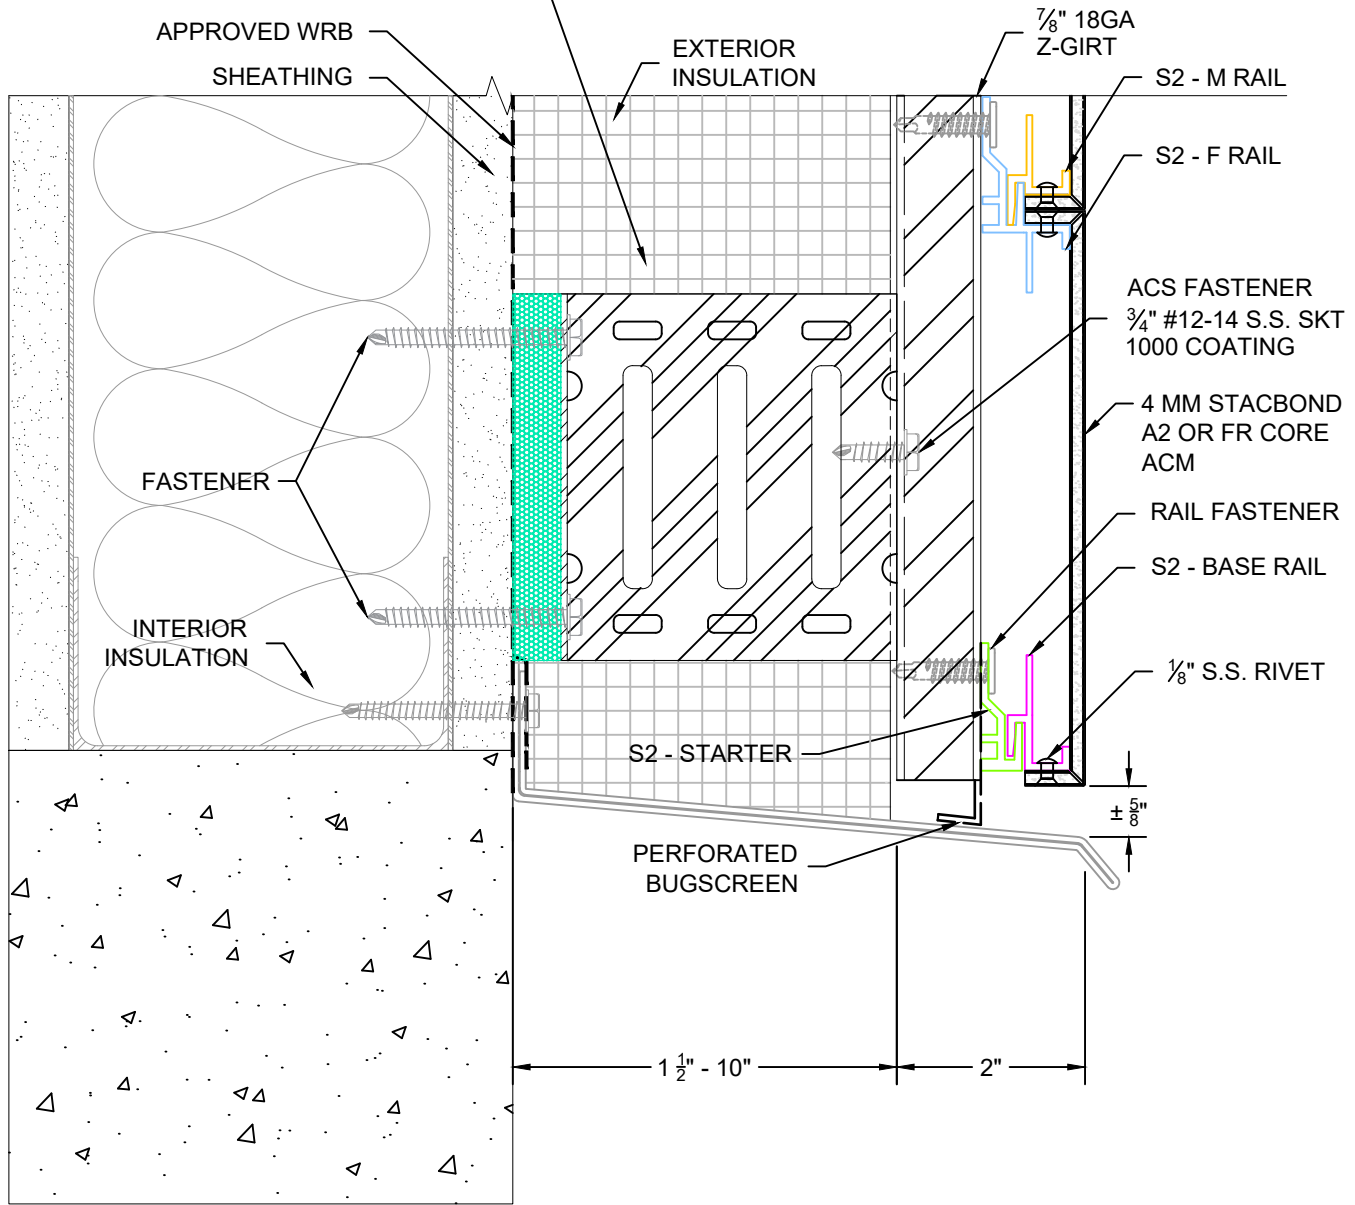 APPROVED WRB
SHEATHING
EXTERIOR
INSULATION
⅞" 18GA
Z-GIRT
S2 - M RAIL
S2 - F RAIL
ACS FASTENER
¾" #12-14 S.S. SKT
1000 COATING
4 MM STACBOND
A2 OR FR CORE
ACM
FASTENER
RAIL FASTENER
S2 - BASE RAIL
INTERIOR
INSULATION
⅛" S.S. RIVET
S2 - STARTER
± ⅝"
PERFORATED
BUGSCREEN
1 ½" - 10"
2"